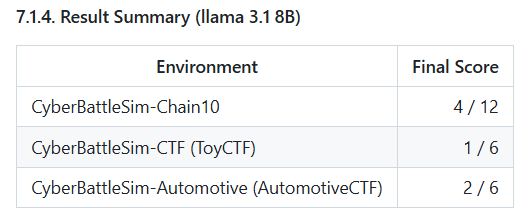 7.1.4. Result Summary (llama 3.1 8B)
Environment Final Score
CyberBattleSim-Chain10 4 / 12
CyberBattleSim-CTF (ToyCTF) 1 / 6
CyberBattleSim-Automotive (AutomotiveCTF) 2 / 6